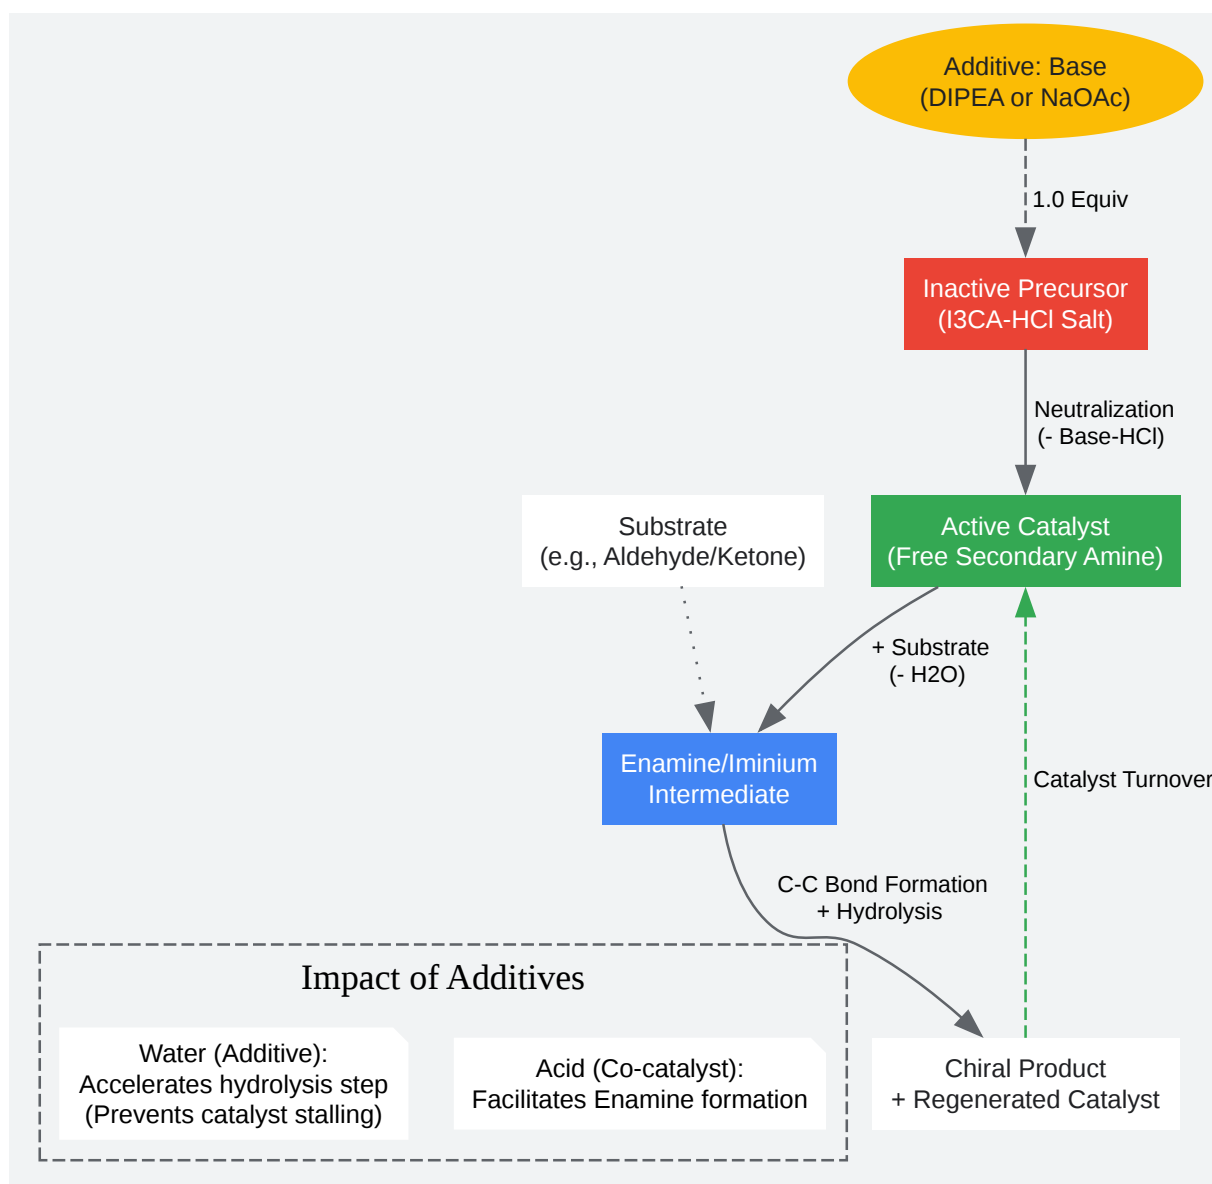 Additive: Base
(DIPEA or NaOAc)
1.0 Equiv
Inactive Precursor
(I3CA-HCl Salt)
Neutralization
(- Base-HCl)
Substrate
(e.g., Aldehyde/Ketone)
Active Catalyst
(Free Secondary Amine)
+ Substrate
(- H2O)
Enamine/Iminium
Intermediate
Catalyst Turnover
C-C Bond Formation
+ Hydrolysis
Impact of Additives
Water (Additive):
Accelerates hydrolysis step
(Prevents catalyst stalling)
Acid (Co-catalyst):
Facilitates Enamine formation
Chiral Product
+ Regenerated Catalyst